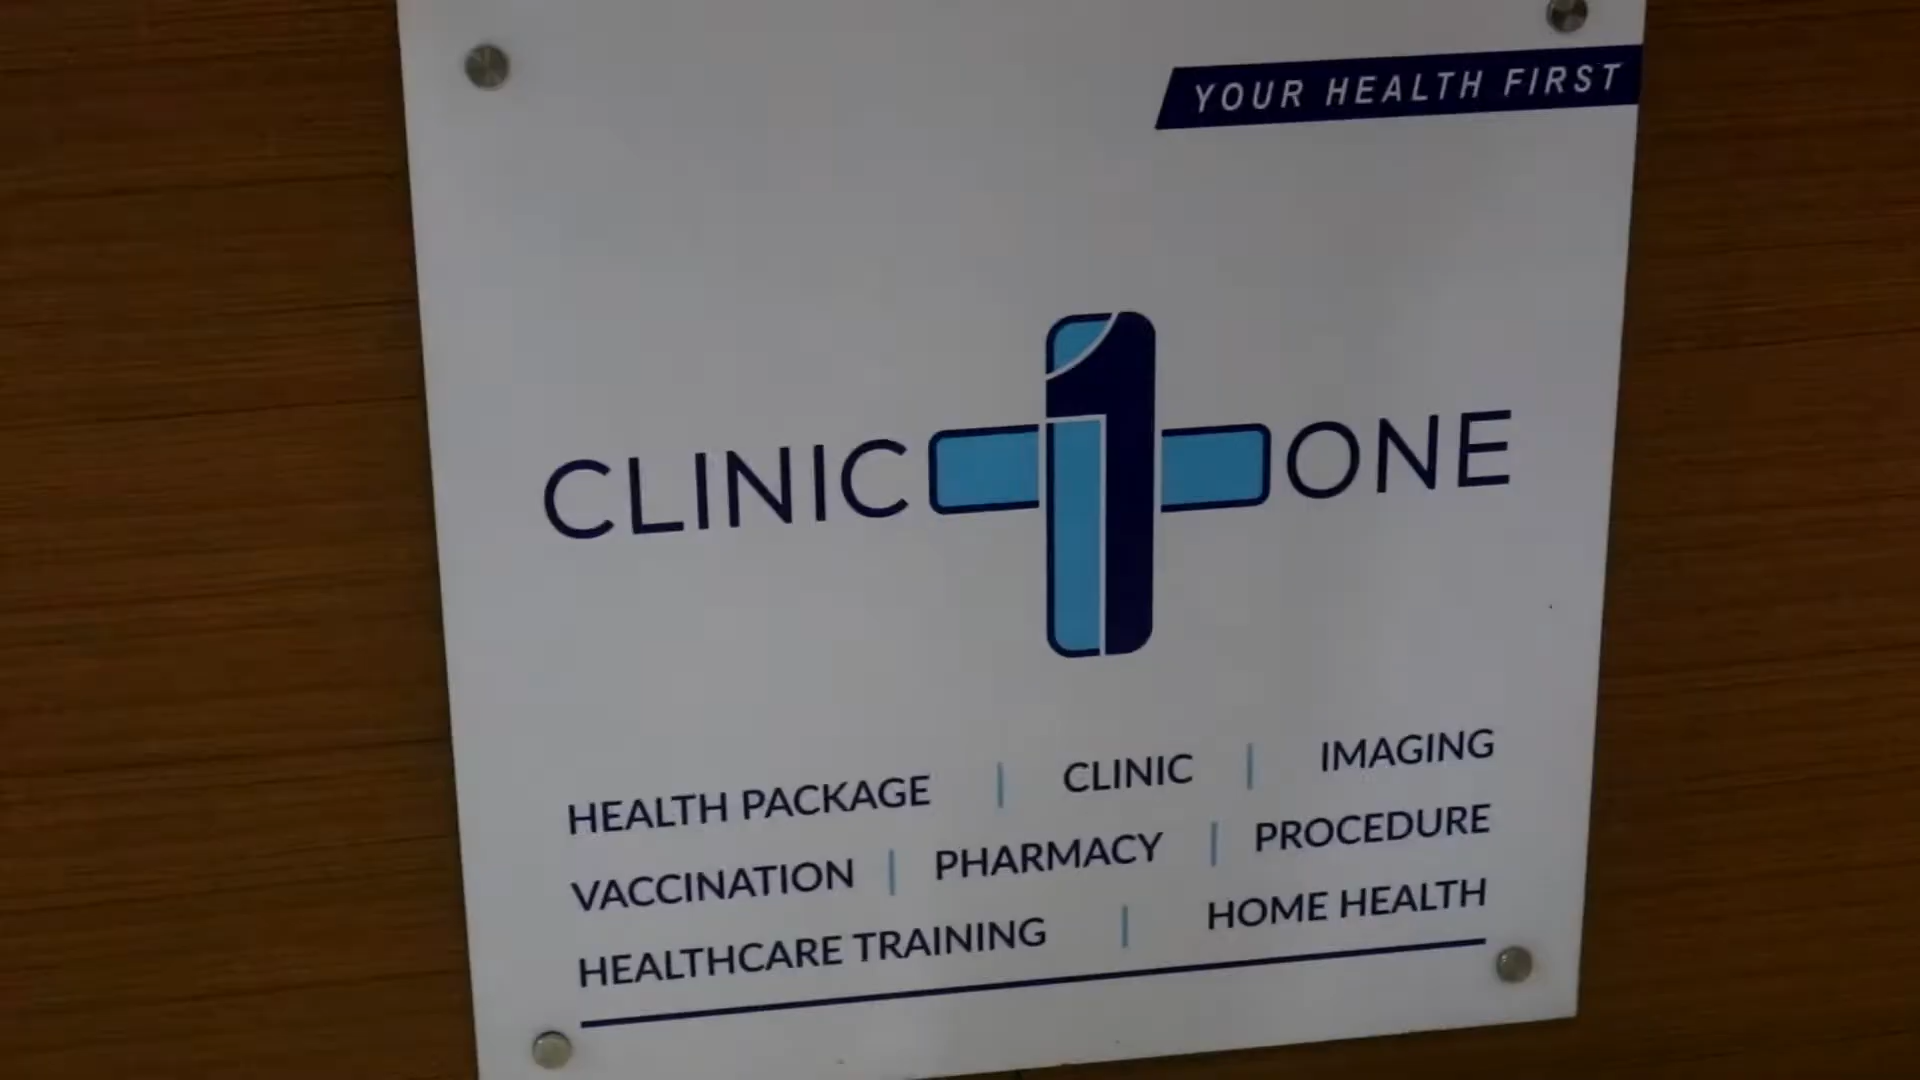 YOUR HEALTH FIRST
CLINIC 1 ONE
HEALTH PACKAGE | CLINIC | IMAGING
VACCINATION | PHARMACY | PROCEDURE
HEALTHCARE TRAINING | HOME HEALTH